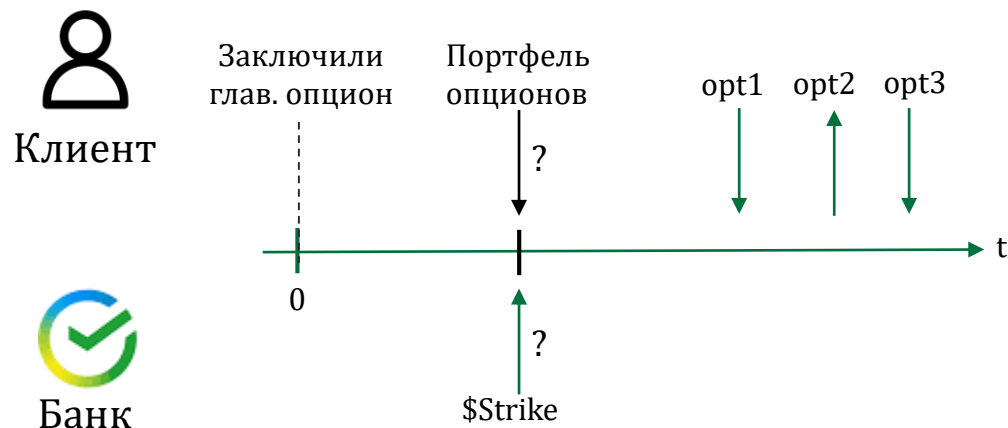 Заключили
глав. опцион
Портфель
опционов
opt1
opt2
opt3
Клиент
?
t
0
?
Банк
$Strike